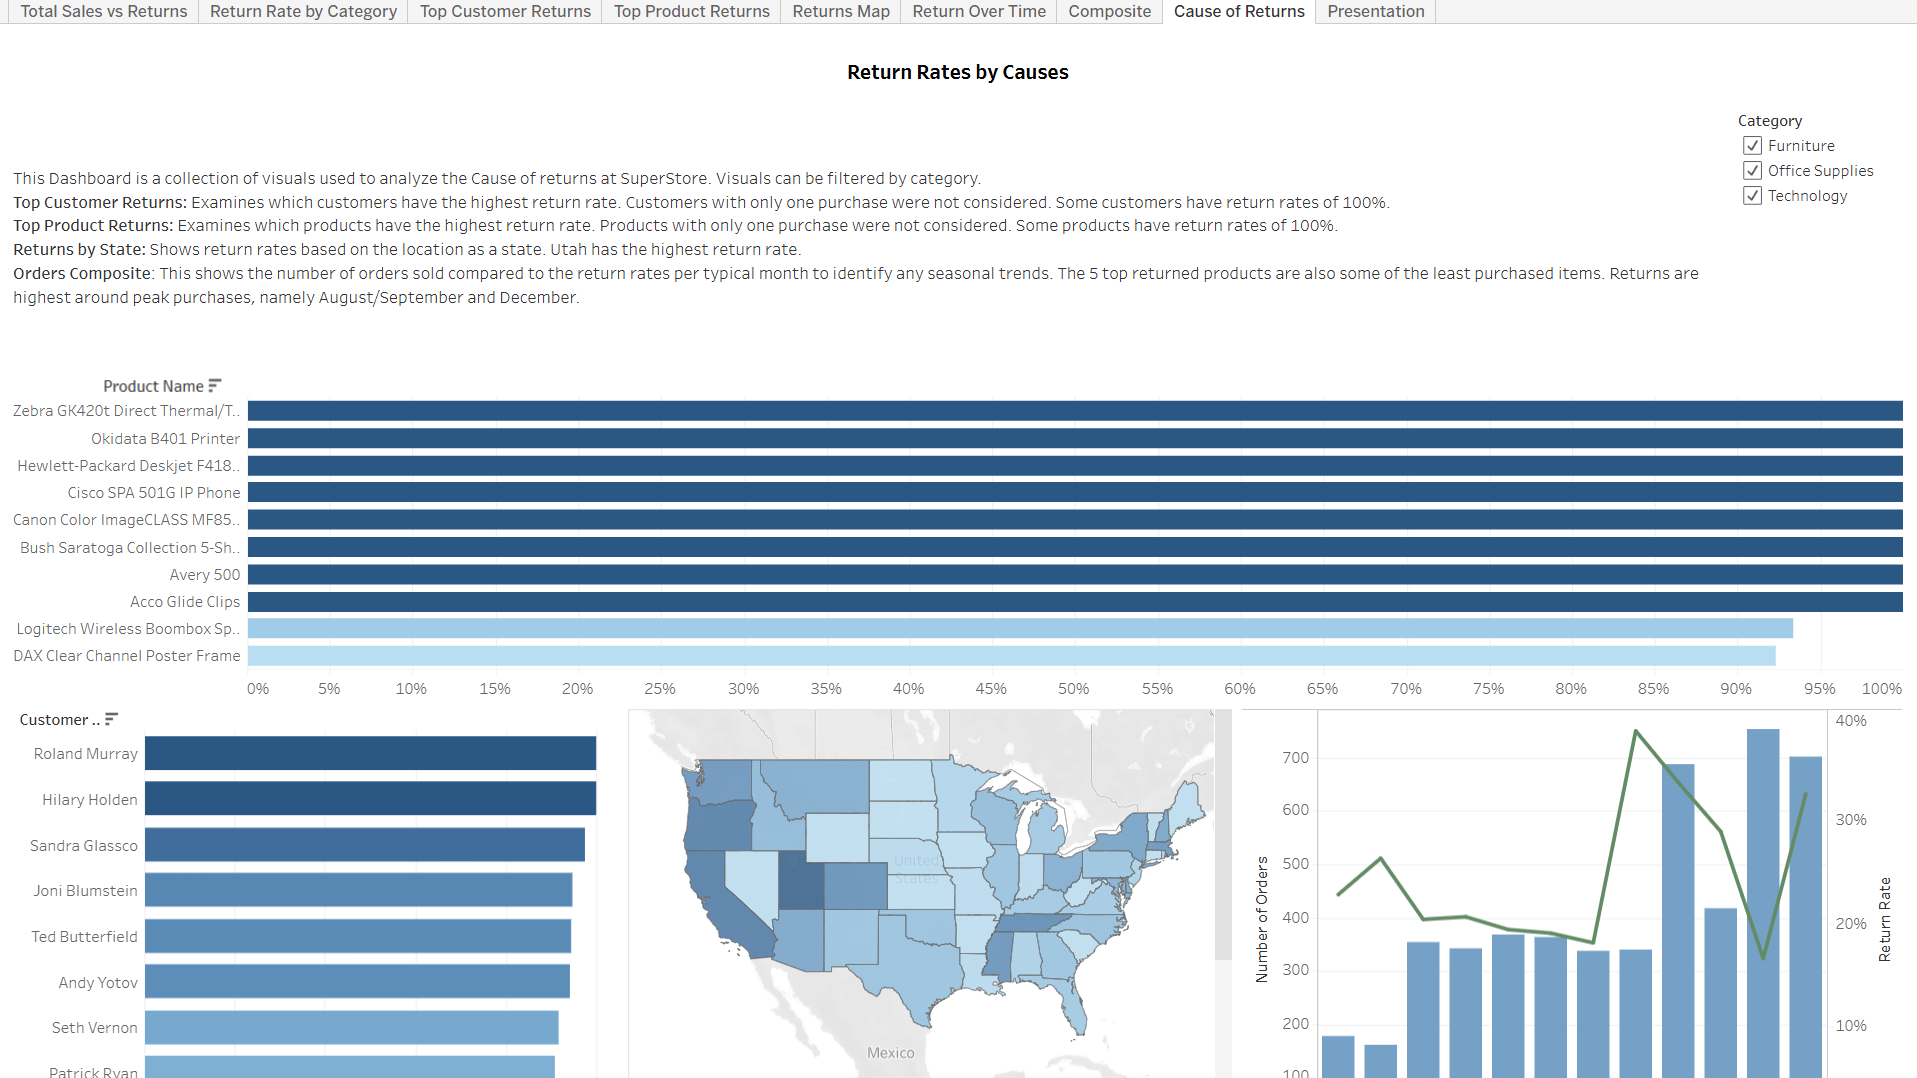 Total Sales vs Returns
Return Rate by Category
Top Customer Returns
Top Product Returns
Returns Map
Return Over Time
Composite
Cause of Returns
Presentation
Return Rates by Causes
Category
Furniture
Office Supplies
Technology
This Dashboard is a collection of visuals used to analyze the Cause of returns at SuperStore. Visuals can be filtered by category.
Top Customer Returns: Examines which customers have the highest return rate. Customers with only one purchase were not considered. Some customers have return rates of 100%.
Top Product Returns: Examines which products have the highest return rate. Products with only one purchase were not considered. Some products have return rates of 100%.
Returns by State: Shows return rates based on the location as a state. Utah has the highest return rate.
Orders Composite: This shows the number of orders sold compared to the return rates per typical month to identify any seasonal trends. The 5 top returned products are also some of the least purchased items. Returns are
highest around peak purchases, namely August/September and December.
Product Name
Zebra GK420t Direct Thermal/T..
Okidata B401 Printer
Hewlett-Packard Deskjet F418..
Cisco SPA 501G IP Phone
Canon Color ImageCLASS MF85..
Bush Saratoga Collection 5-Sh..
Avery 500
Acco Glide Clips
Logitech Wireless Boombox Sp..
DAX Clear Channel Poster Frame
0% 5% 10% 15% 20% 25% 30% 35% 40% 45% 50% 55% 60% 65% 70% 75% 80% 85% 90% 95% 100%
Customer ..
Roland Murray
Hilary Holden
Sandra Glassco
Joni Blumstein
Ted Butterfield
Andy Yotov
Seth Vernon
Patrick Ryan
United
States
Mexico
Number of Orders
700
600
500
400
300
200
100
40%
30%
20%
10%
Return Rate